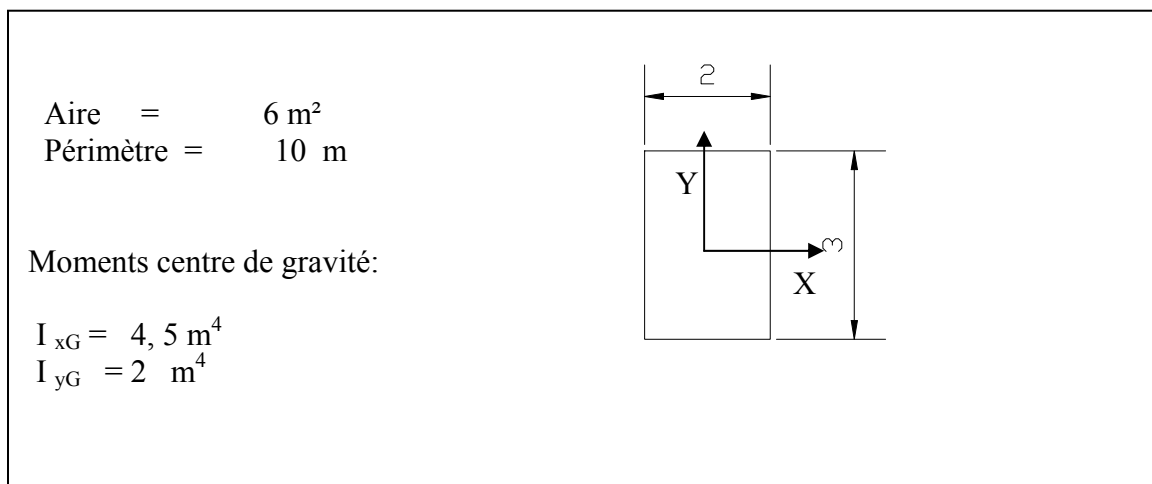 2
Aire = 6 m²
Périmètre = 10 m
Y
3
Moments centre de gravité:
X
I xG = 4, 5 m⁴
I yG = 2 m⁴